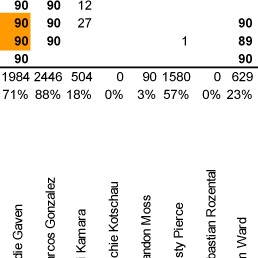 90 90 12
90 90 27 90
90 90 1 89
90 90
1984 2446 504 0 90 1580 0 629
71% 88% 18% 0% 3% 57% 0% 23%
die Gaven
arcos Gonzalez
i Kamara
chie Kotschau
andon Moss
sty Pierce
bastian Rozental
m Ward